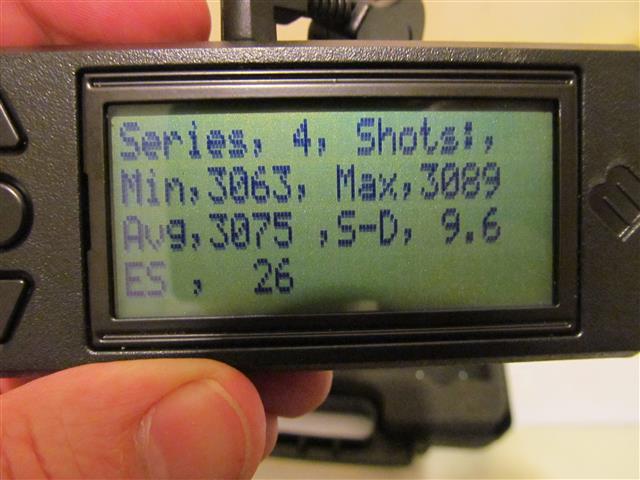 Series, 4, Shots:,
Min,3063, Max,3089
Avg,3075 ,S-D, 9.6
ES , 26